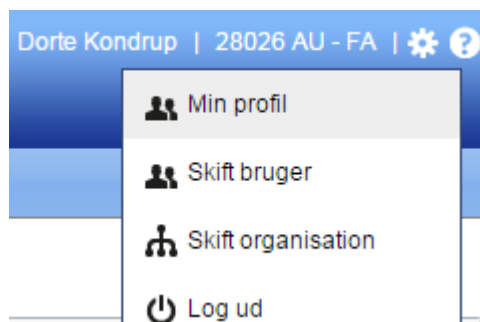 Dorte Kondrup | 28026 AU - FA |
Min profil
Skift bruger
Skift organisation
Log ud